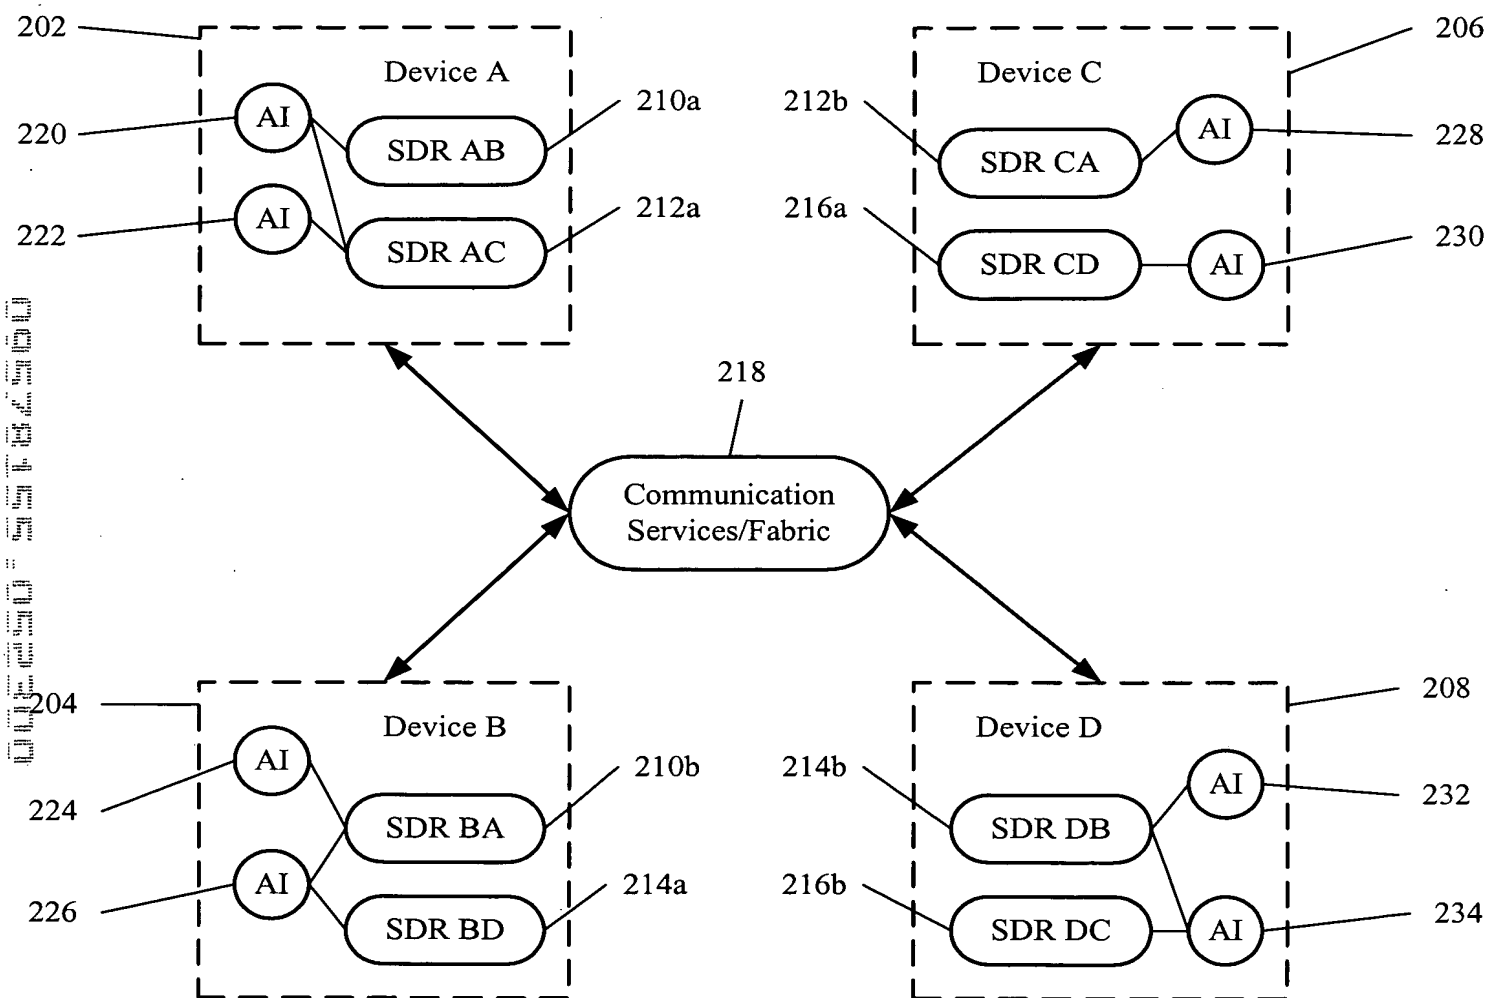 202
Device A
AI
220
SDR AB
210a
AI
222
SDR AC
212a
206
Device C
212b
SDR CA
AI
228
216a
SDR CD
AI
230
218
Communication
Services/Fabric
204
Device B
AI
224
SDR BA
210b
AI
226
SDR BD
214a
208
Device D
214b
SDR DB
AI
232
216b
SDR DC
AI
234